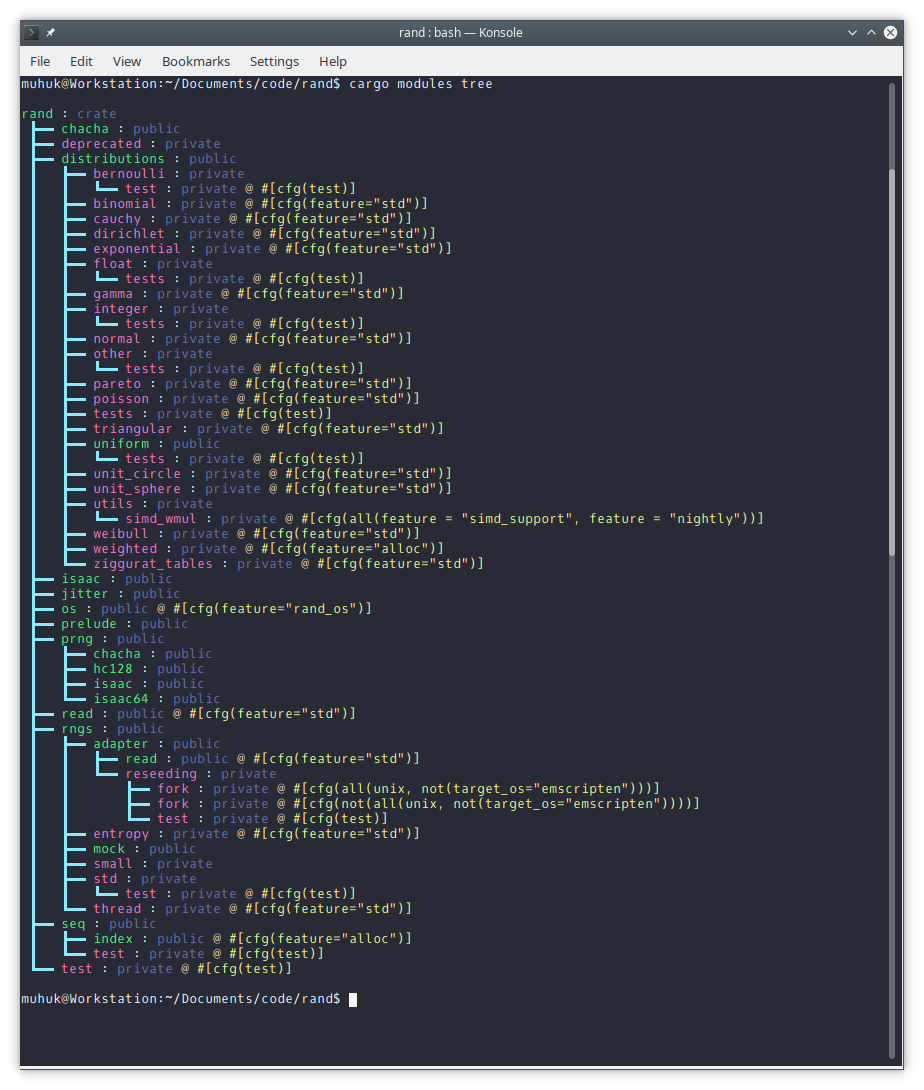 rand : bash — Konsole
File Edit View Bookmarks Settings Help
muhuk@Workstation:~/Documents/code/rand$ cargo modules tree
rand : crate
chacha : public
deprecated : private
distributions : public
bernoulli : private
test : private @ #[cfg(test)]
binomial : private @ #[cfg(feature="std")]
cauchy : private @ #[cfg(feature="std")]
dirichlet : private @ #[cfg(feature="std")]
exponential : private @ #[cfg(feature="std")]
float : private
tests : private @ #[cfg(test)]
gamma : private @ #[cfg(feature="std")]
integer : private
tests : private @ #[cfg(test)]
normal : private @ #[cfg(feature="std")]
other : private
tests : private @ #[cfg(test)]
pareto : private @ #[cfg(feature="std")]
poisson : private @ #[cfg(feature="std")]
tests : private @ #[cfg(test)]
triangular : private @ #[cfg(feature="std")]
uniform : public
tests : private @ #[cfg(test)]
unit_circle : private @ #[cfg(feature="std")]
unit_sphere : private @ #[cfg(feature="std")]
utils : private
simd_wmul : private @ #[cfg(all(feature = "simd_support", feature = "nightly"))]
weibull : private @ #[cfg(feature="std")]
weighted : private @ #[cfg(feature="alloc")]
ziggurat_tables : private @ #[cfg(feature="std")]
isaac : public
jitter : public
os : public @ #[cfg(feature="rand_os")]
prelude : public
prng : public
chacha : public
hc128 : public
isaac : public
isaac64 : public
read : public @ #[cfg(feature="std")]
rngs : public
adapter : public
read : public @ #[cfg(feature="std")]
reseeding : private
fork : private @ #[cfg(all(unix, not(target_os="emscripten")))]
fork : private @ #[cfg(not(all(unix, not(target_os="emscripten"))))]
test : private @ #[cfg(test)]
entropy : private @ #[cfg(feature="std")]
mock : public
small : private
std : private
test : private @ #[cfg(test)]
thread : private @ #[cfg(feature="std")]
seq : public
index : public @ #[cfg(feature="alloc")]
test : private @ #[cfg(test)]
test : private @ #[cfg(test)]
muhuk@Workstation:~/Documents/code/rand$